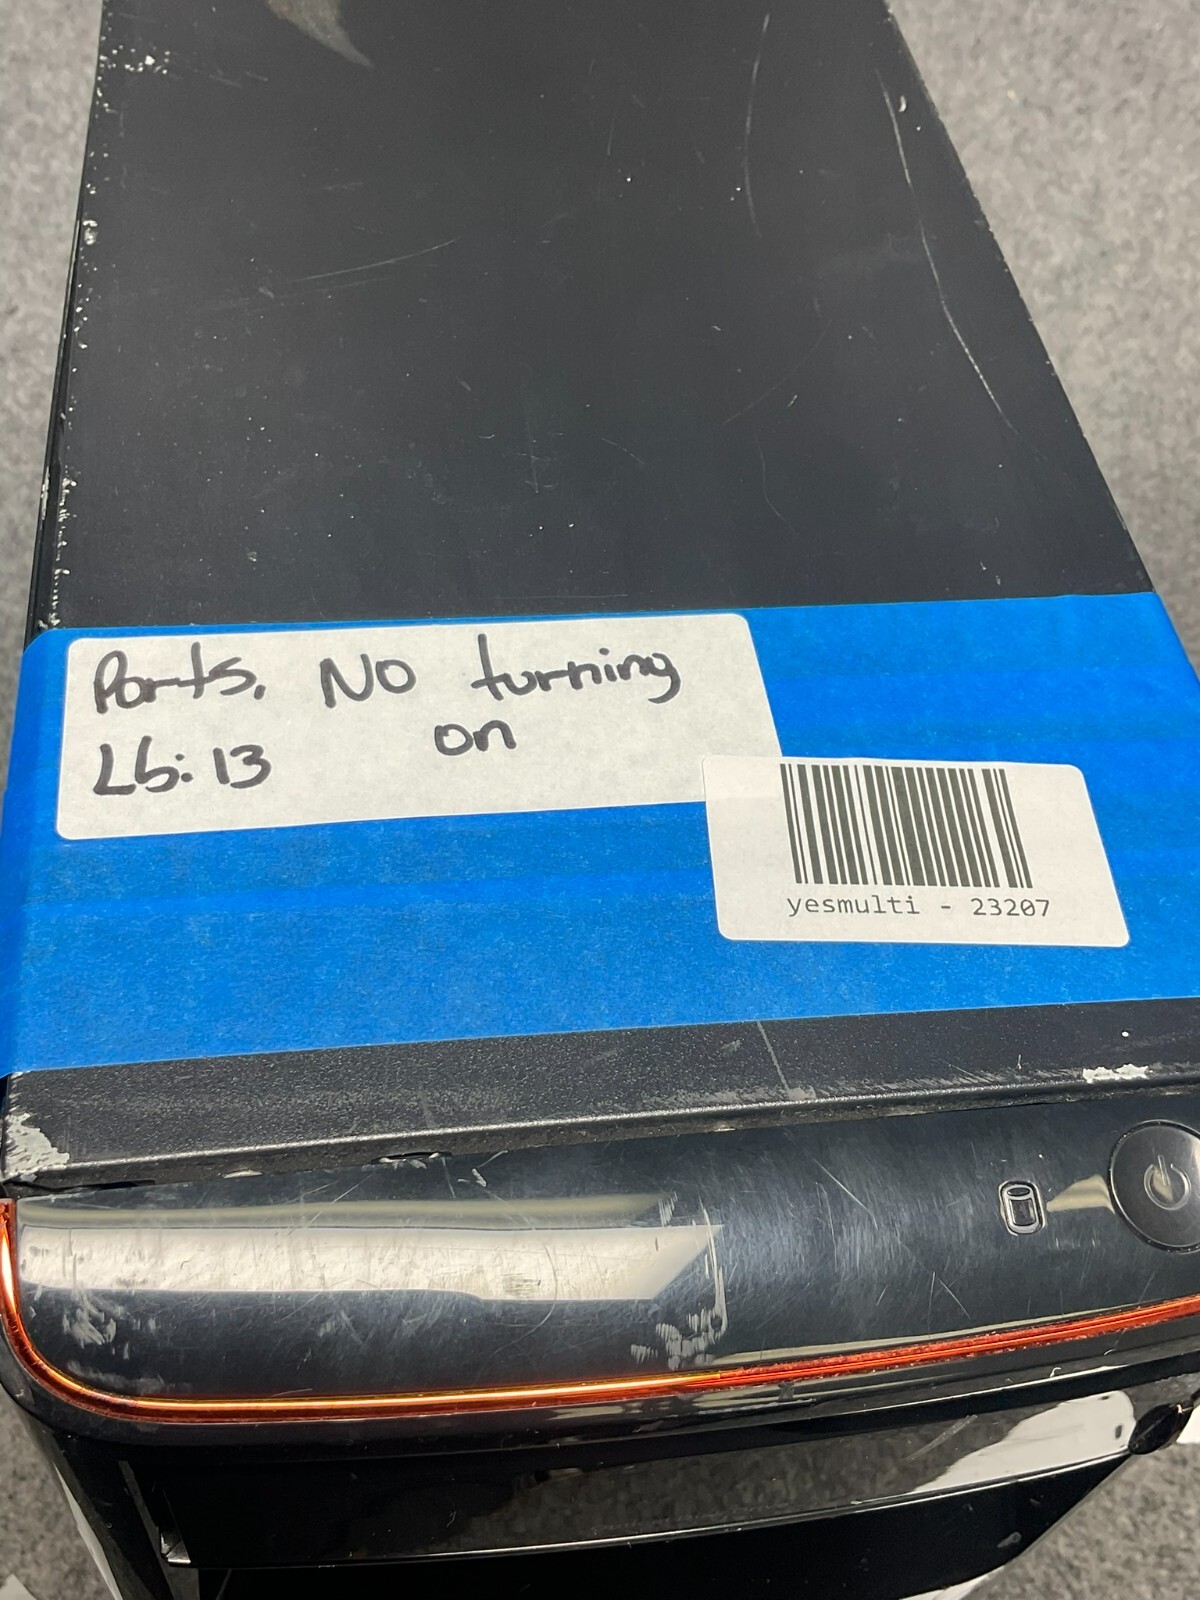 Parts. NO turning
on
Lb: 13
yesmulti - 23207